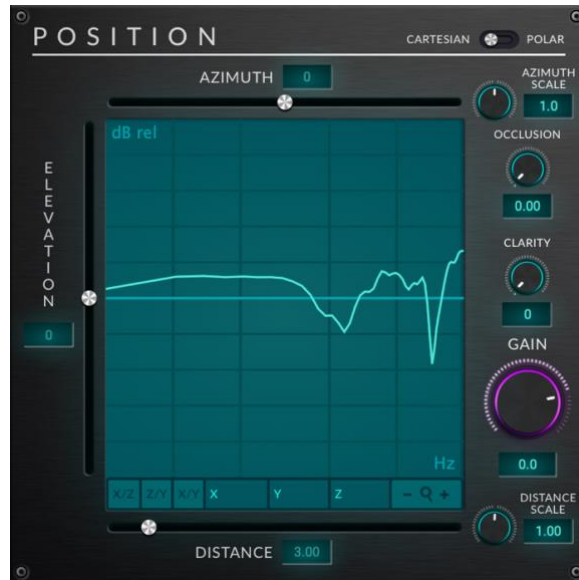 POSITION
CARTESIAN
POLAR
AZIMUTH 0
AZIMUTH
SCALE
1.0
dB rel
OCCLUSION
0.00
ELEVATION
0
CLARITY
0
GAIN
0.0
Hz
X/Z Z/Y X/Y X Y Z - +
DISTANCE 3.00
DISTANCE
SCALE
1.00